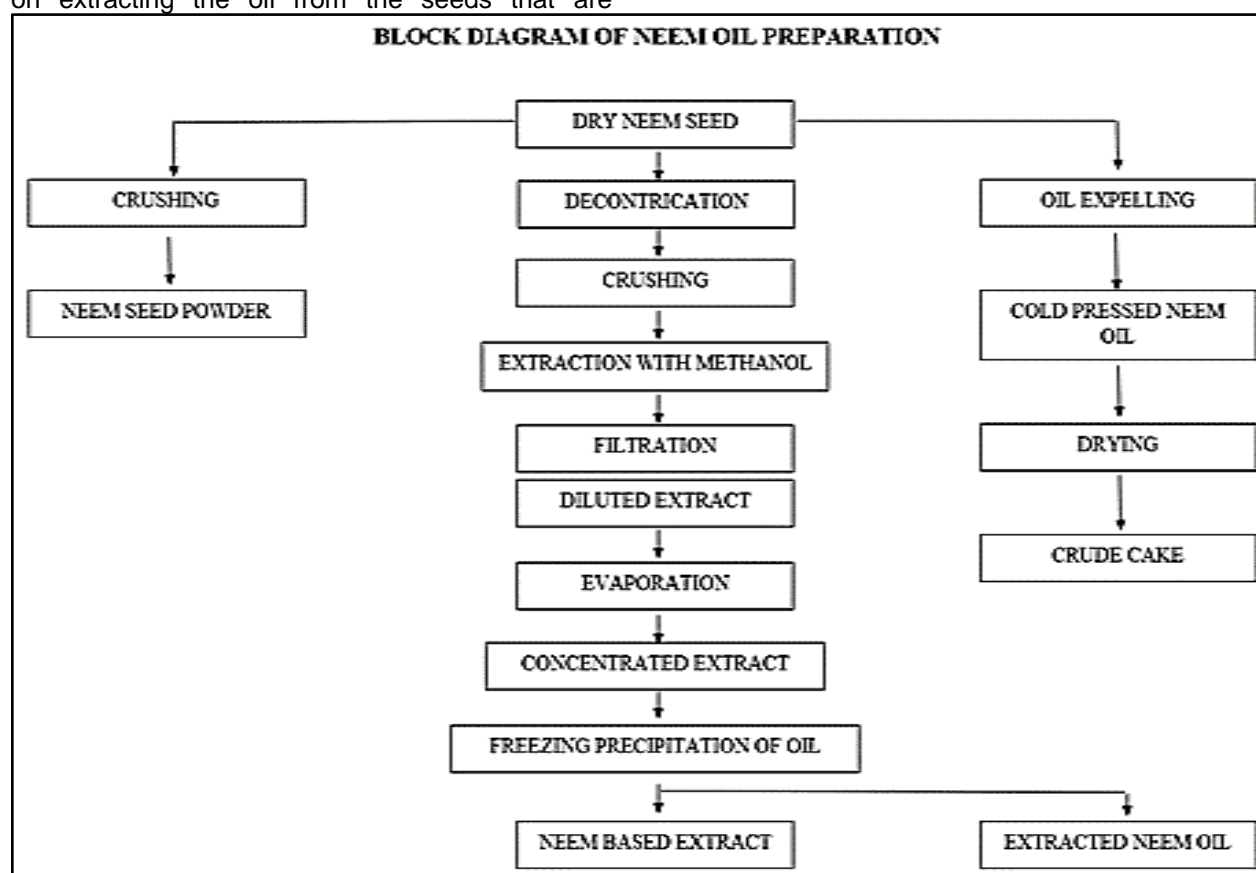 on extracting the oil from the seeds that are
BLOCK DIAGRAM OF NEEM OIL PREPARATION
DRY NEEM SEED
CRUSHING
DECONTRICATION
OIL EXPELLING
CRUSHING
NEEM SEED POWDER
COLD PRESSED NEEM
OIL
EXTRACTION WITH METHANOL
FILTRATION
DRYING
DILUTED EXTRACT
CRUDE CAKE
EVAPORATION
CONCENTRATED EXTRACT
FREEZING PRECIPITATION OF OIL
NEEM BASED EXTRACT
EXTRACTED NEEM OIL